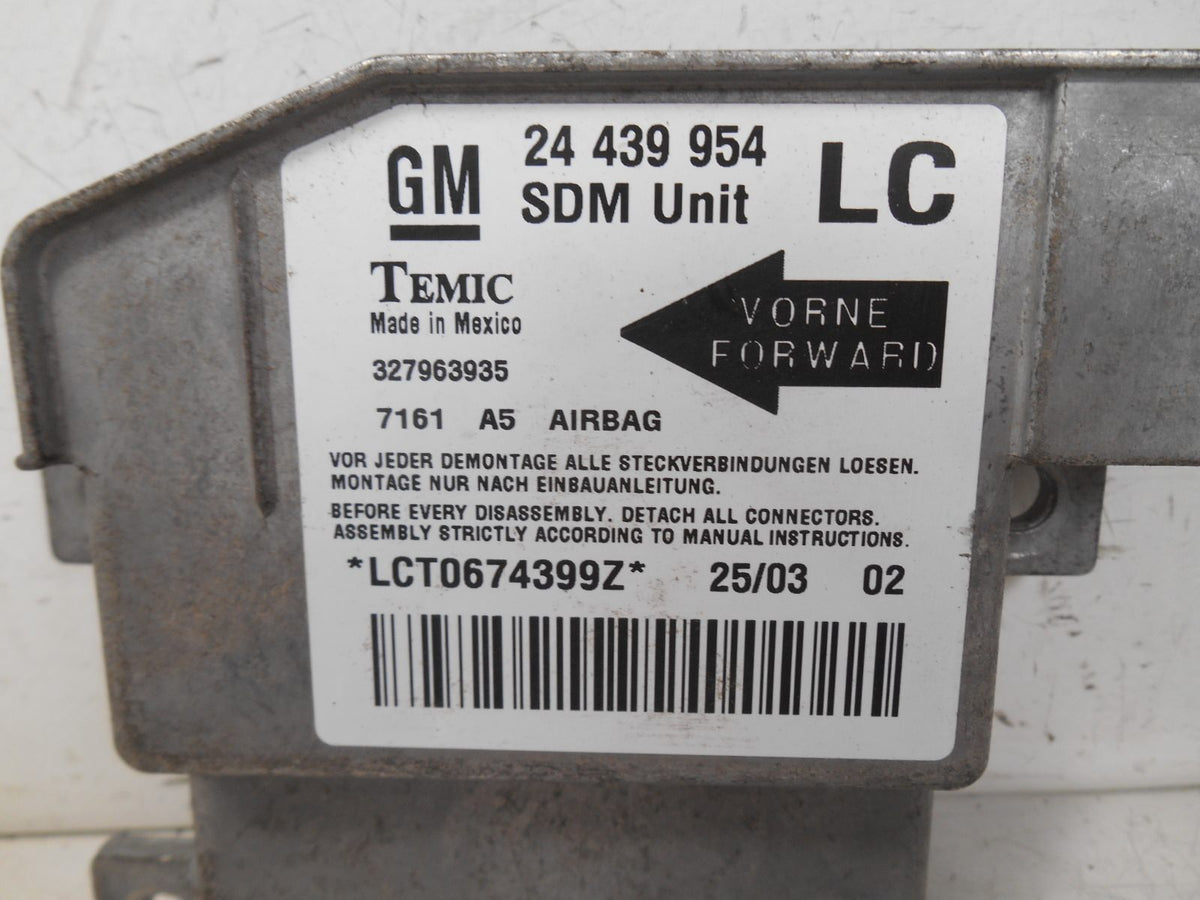 GM
24 439 954
SDM Unit
LC
TEMIC
Made in Mexico
327963935
7161 A5 AIRBAG
VORNE
FORWARD
VOR JEDER DEMONTAGE ALLE STECKVERBINDUNGEN LOESEN.
MONTAGE NUR NACH EINBAUANLEITUNG.
BEFORE EVERY DISASSEMBLY. DETACH ALL CONNECTORS.
ASSEMBLY STRICTLY ACCORDING TO MANUAL INSTRUCTIONS.
*LCT0674399Z* 25/03 02